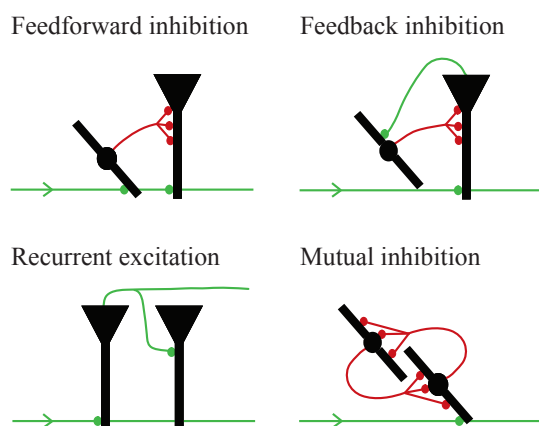 Feedforward inhibition
Feedback inhibition
Recurrent excitation
Mutual inhibition